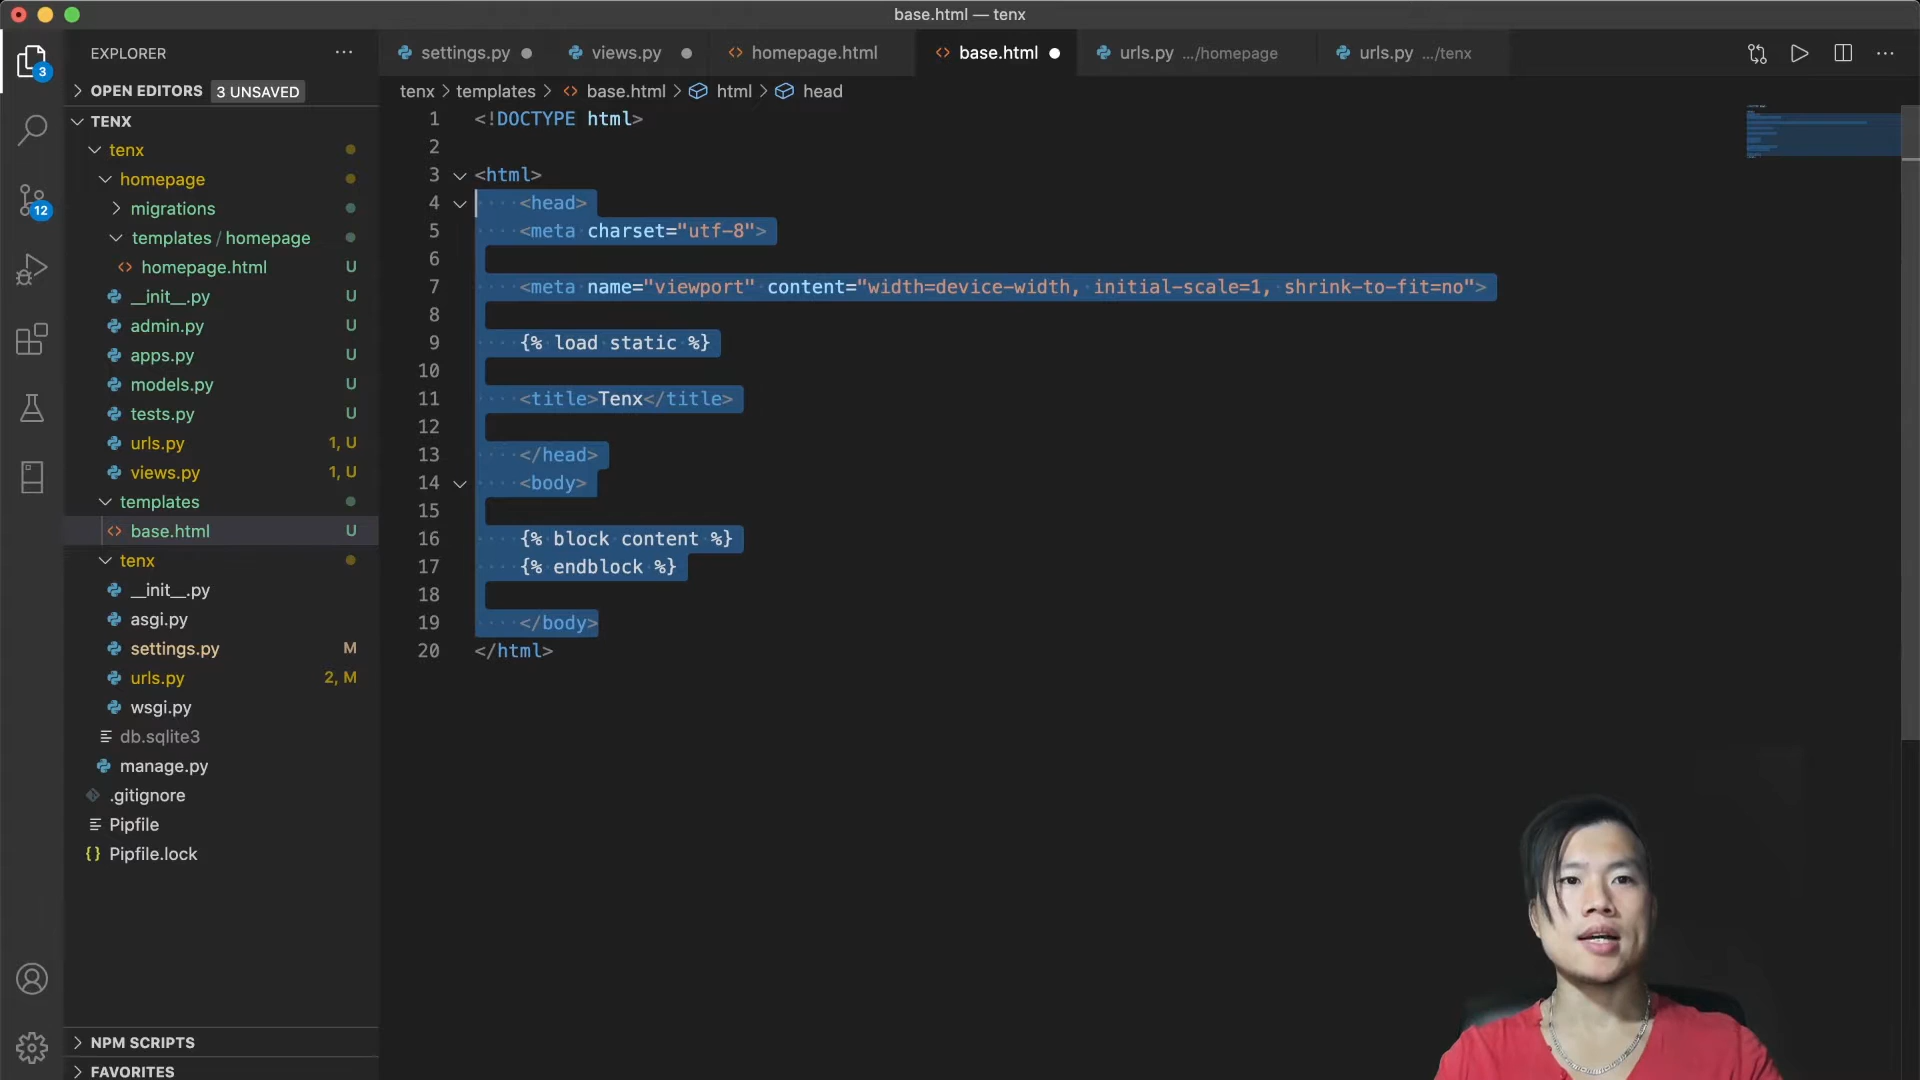 base.html — tenx
EXPLORER
settings.py
views.py
homepage.html
base.html
urls.py .../homepage
urls.py .../tenx
3
OPEN EDITORS 3 UNSAVED
tenx > templates > base.html > html > head
TENX
tenx
homepage
migrations
templates / homepage
homepage.html U
__init__.py U
admin.py U
apps.py U
models.py U
tests.py U
urls.py 1, U
views.py 1, U
templates
base.html U
tenx
__init__.py
asgi.py
settings.py M
urls.py 2, M
wsgi.py
db.sqlite3
manage.py
.gitignore
Pipfile
Pipfile.lock
NPM SCRIPTS
FAVORITES
12
1 <!DOCTYPE html>
2
3 <html>
4 <head>
5 <meta charset="utf-8">
6
7 <meta name="viewport" content="width=device-width, initial-scale=1, shrink-to-fit=no">
8
9 {% load static %}
10
11 <title>Tenx</title>
12
13 </head>
14 <body>
15
16 {% block content %}
17 {% endblock %}
18
19 </body>
20 </html>